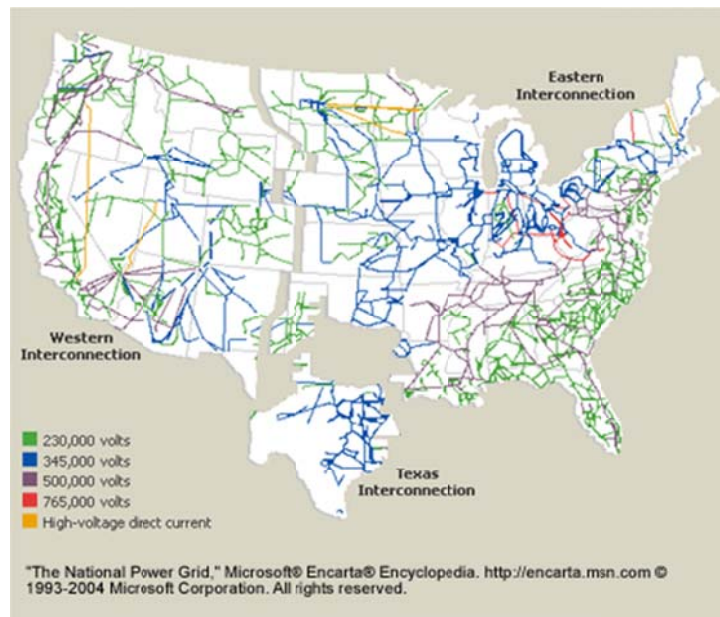 Eastern
Interconnection
Western
Interconnection
Texas
Interconnection
230,000 volts
345,000 volts
500,000 volts
765,000 volts
High-voltage direct current
"The National Power Grid," Microsoft® Encarta® Encyclopedia. http://encarta.msn.com ©
1993-2004 Microsoft Corporation. All rights reserved.